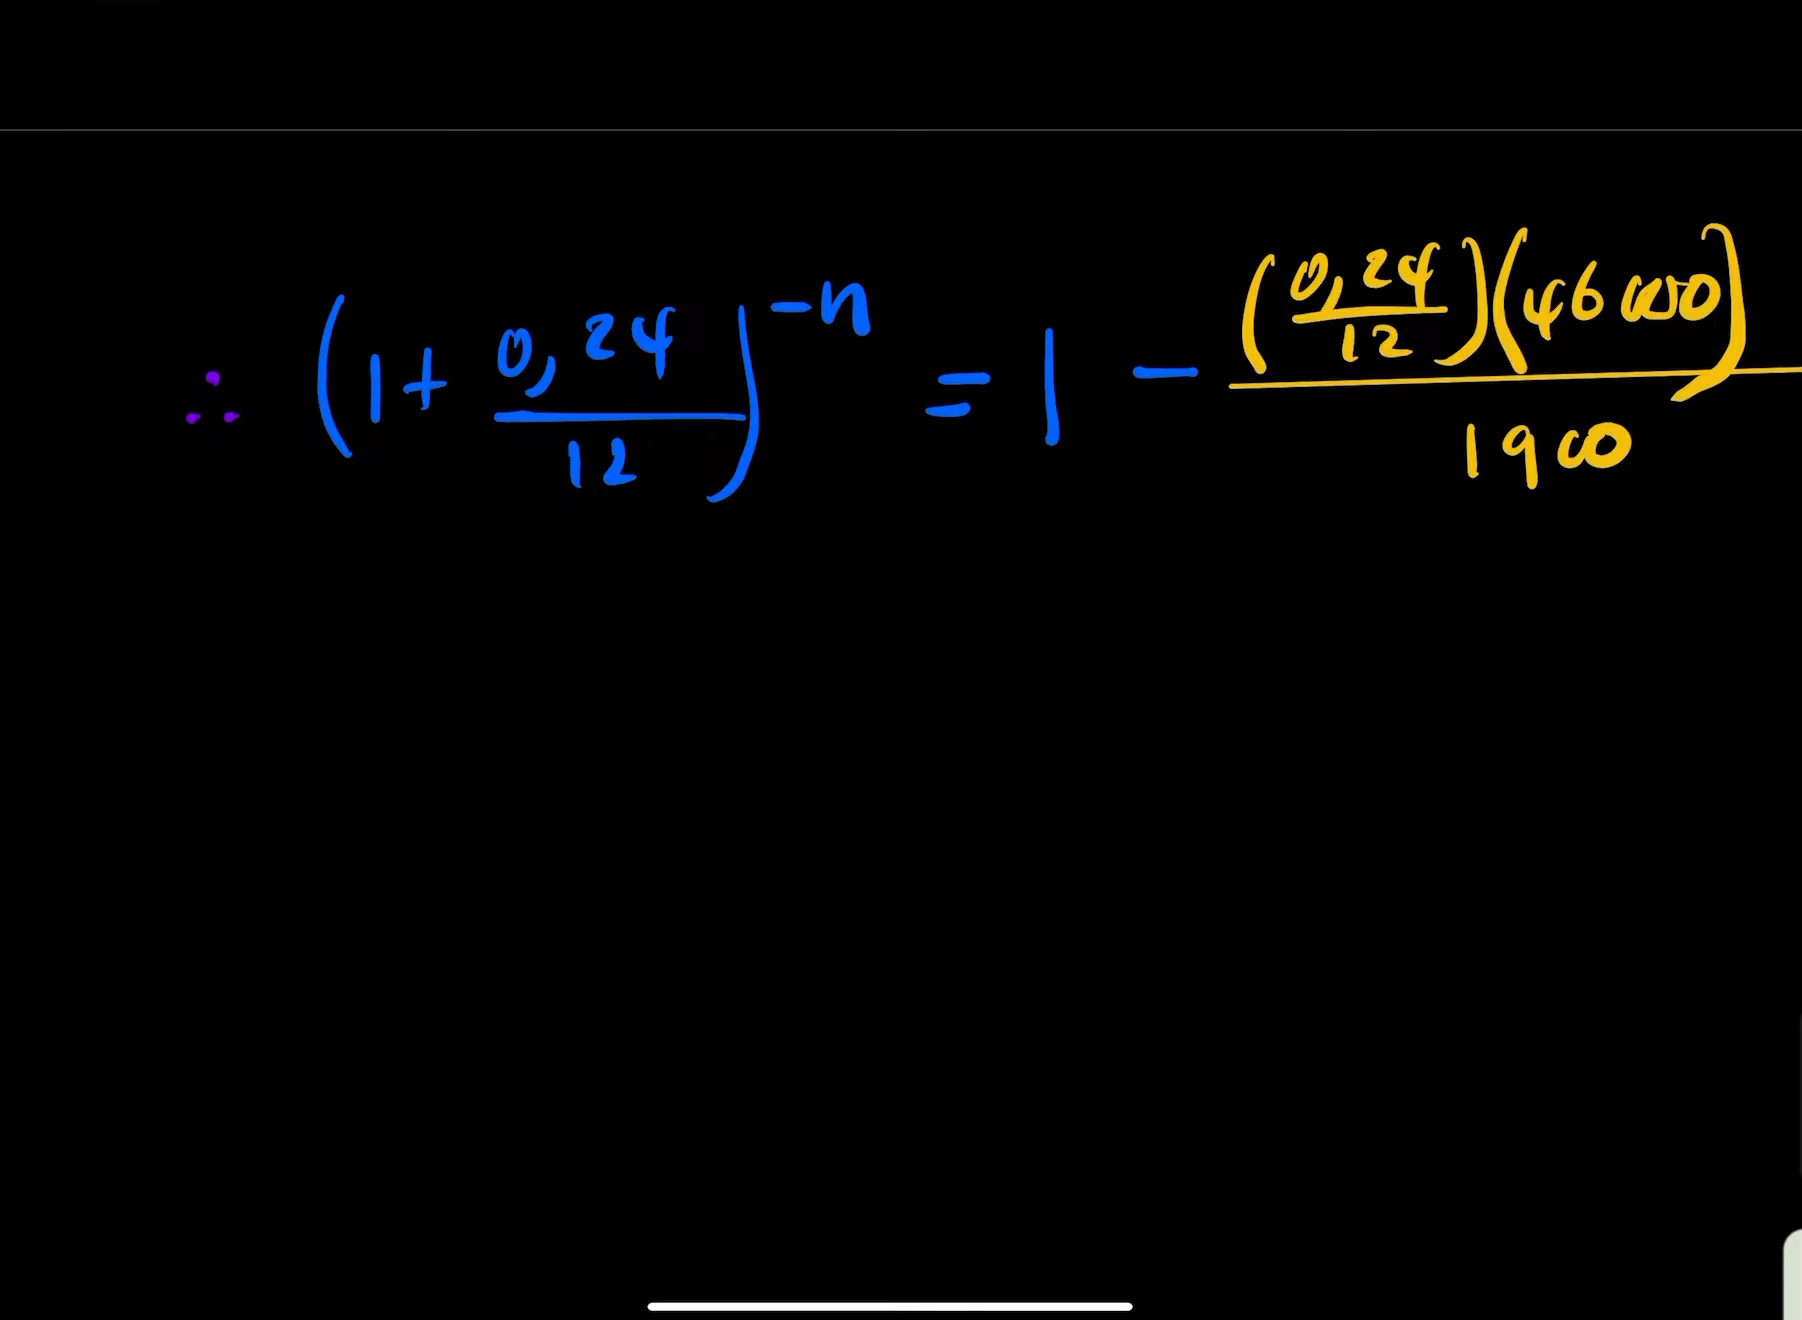 ∴ (1 + 0,24/12)^-n = 1 - (0,24/12)(46 000)/1900